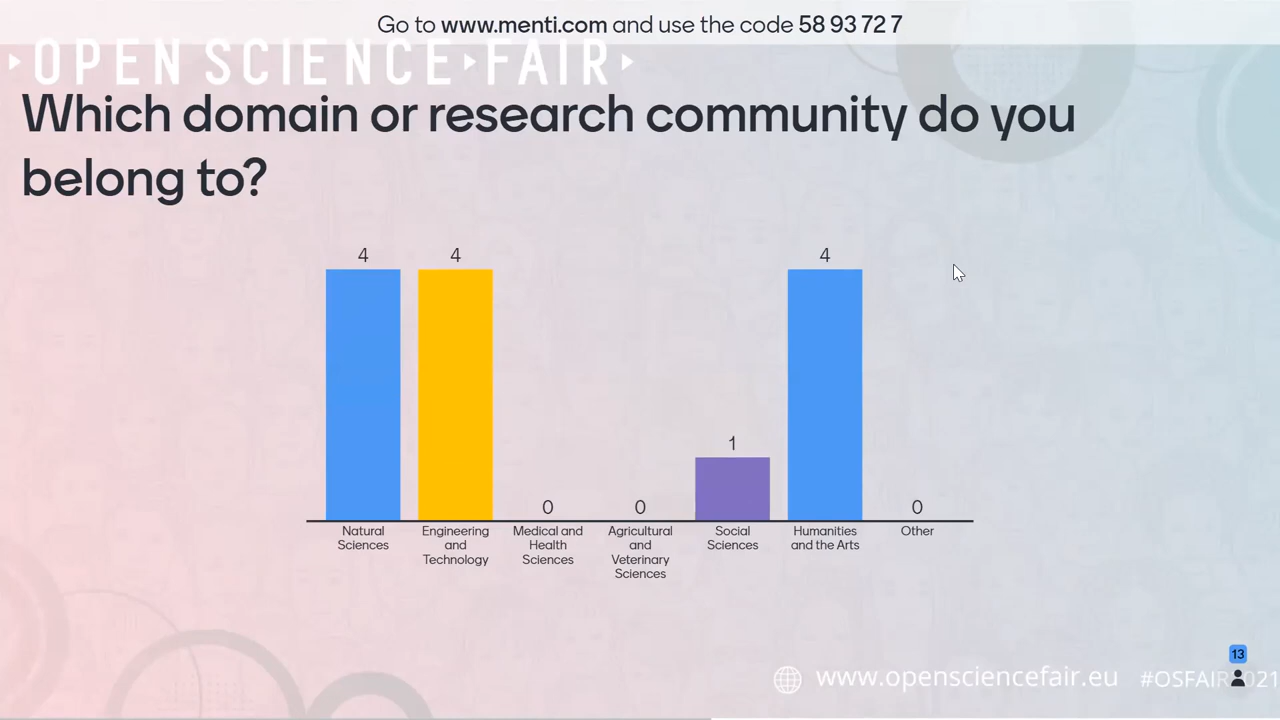 Go to www.menti.com and use the code 58 93 72 7
OPEN SCIENCE FAIR
Which domain or research community do you
belong to?
4
4
0
0
1
4
0
Natural
Sciences
Engineering
and
Technology
Medical and
Health
Sciences
Agricultural
and
Veterinary
Sciences
Social
Sciences
Humanities
and the Arts
Other
13
www.opensciencefair.eu #OSFAIR2021